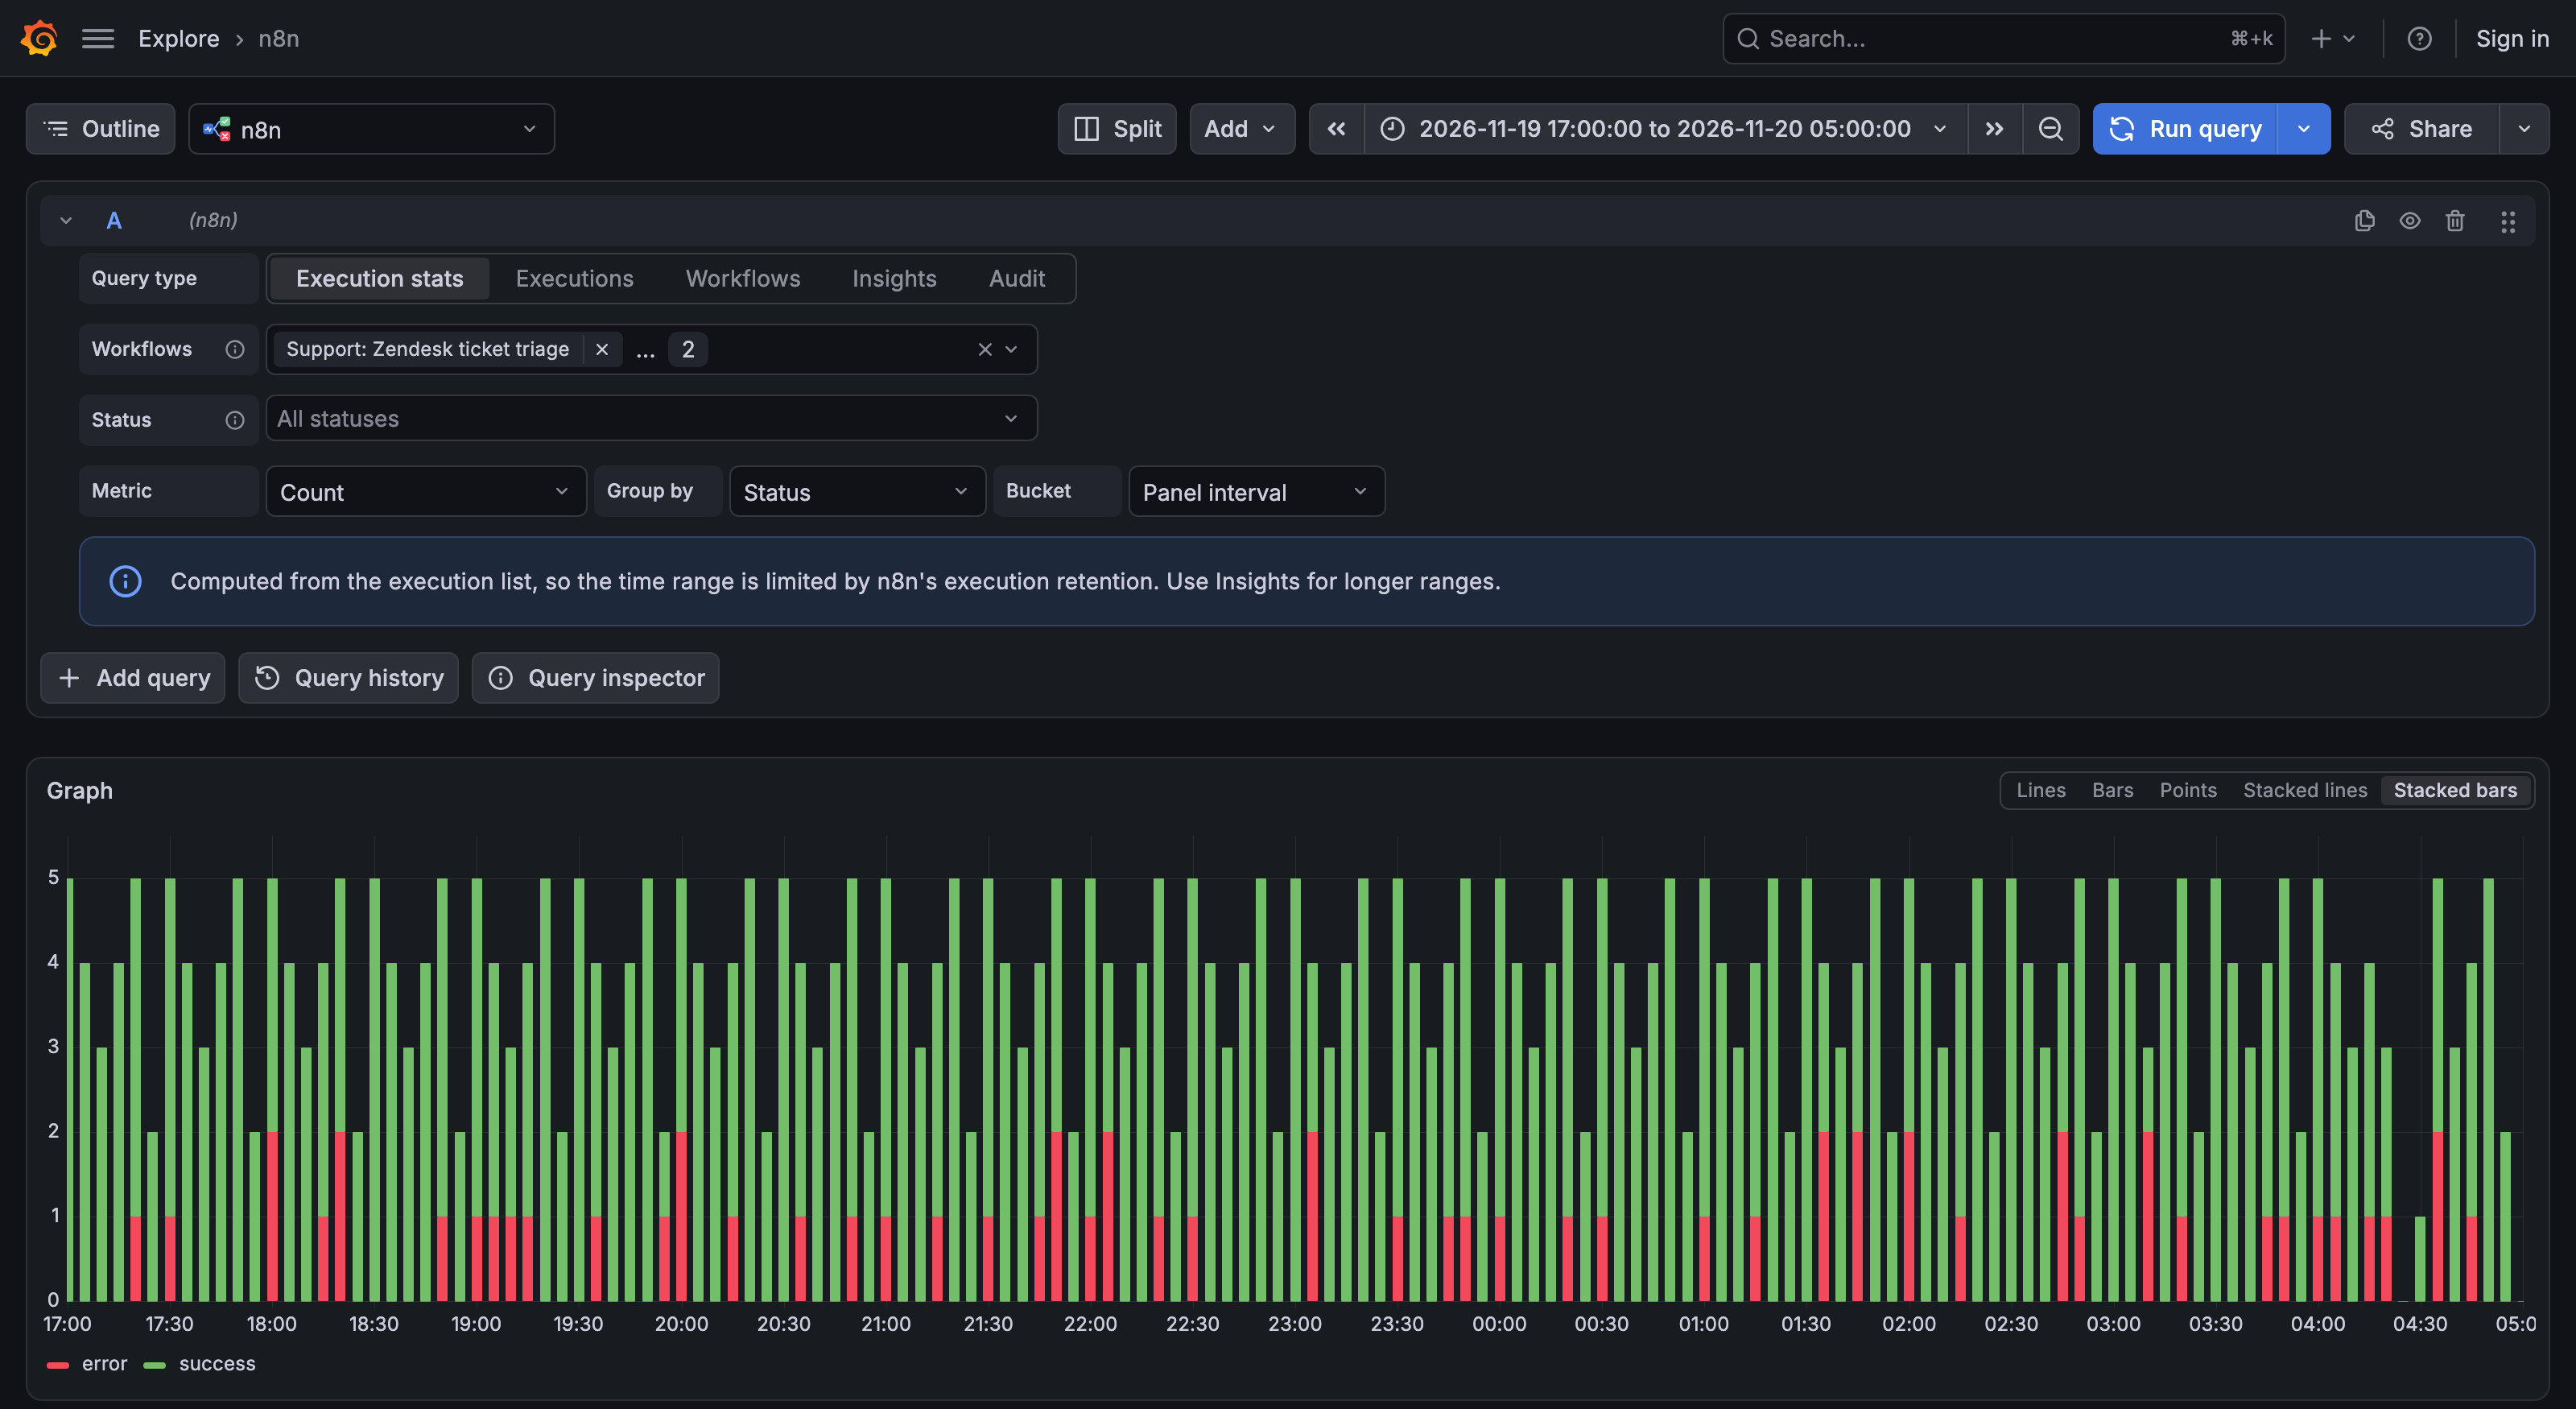 Explore › n8n Search... ⌘+k Sign in
Outline n8n Split Add 2026-11-19 17:00:00 to 2026-11-20 05:00:00 Run query Share
A (n8n)
Query type Execution stats Executions Workflows Insights Audit
Workflows Support: Zendesk ticket triage ... 2
Status All statuses
Metric Count Group by Status Bucket Panel interval
Computed from the execution list, so the time range is limited by n8n's execution retention. Use Insights for longer ranges.
Add query Query history Query inspector
Graph Lines Bars Points Stacked lines Stacked bars
5
4
3
2
1
0
17:00 17:30 18:00 18:30 19:00 19:30 20:00 20:30 21:00 21:30 22:00 22:30 23:00 23:30 00:00 00:30 01:00 01:30 02:00 02:30 03:00 03:30 04:00 04:30 05:0
error success